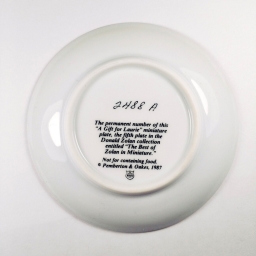 2488 A
The permanent number of this
"A Gift for Laurie" miniature
plate, the fifth plate in the
Donald Zolan collection
entitled "The Best of
Zolan in Miniature."
Not for containing food.
© Pemberton & Oakes, 1987